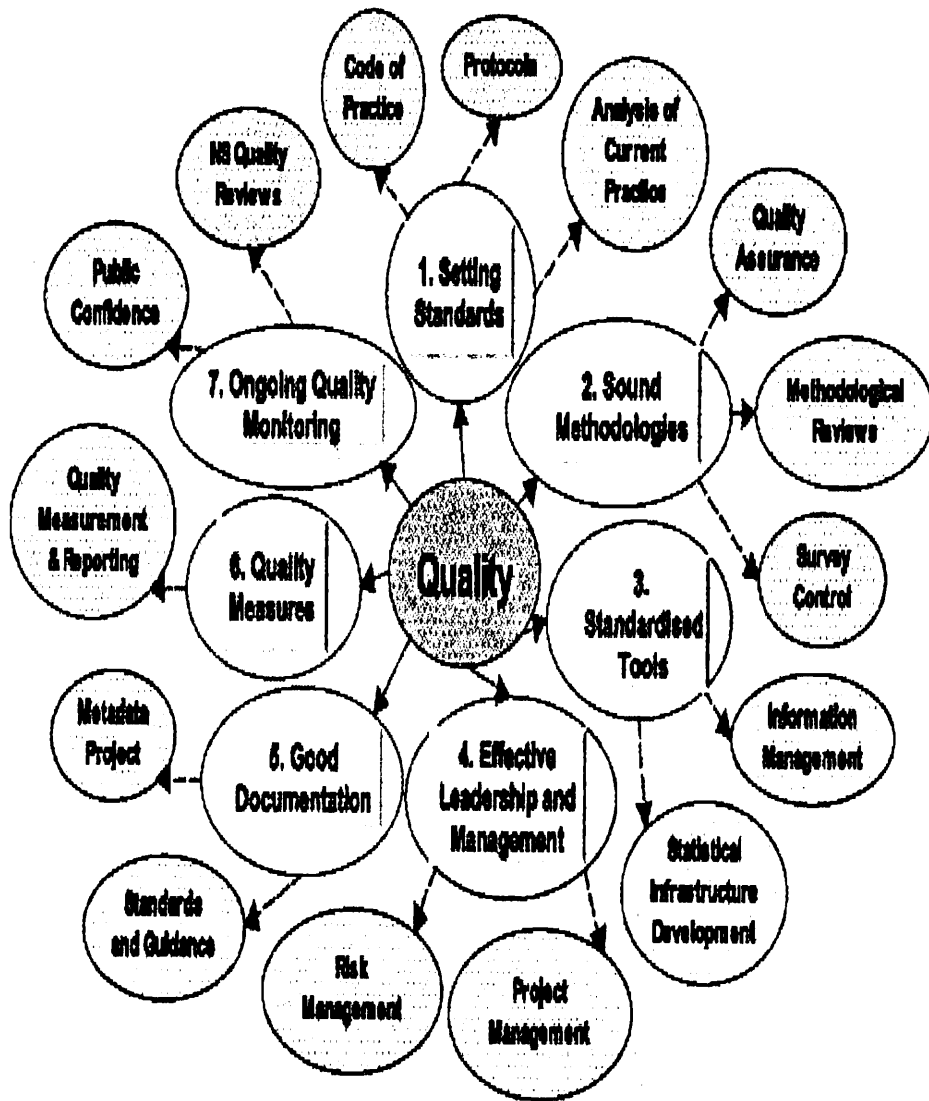 Quality
1. Setting
Standards
Code of
Practice
Protocols
Analysis of
Current
Practice
2. Sound
Methodologies
Quality
Assurance
Methodological
Reviews
Survey
Control
3.
Standardised
Tools
Information
Management
Statistical
Infrastructure
Development
4. Effective
Leadership and
Management
Project
Management
Risk
Management
5. Good
Documentation
Standards
and Guidance
Metadata
Project
6. Quality
Measures
Quality
Measurement
& Reporting
7. Ongoing Quality
Monitoring
Public
Confidence
NS Quality
Reviews